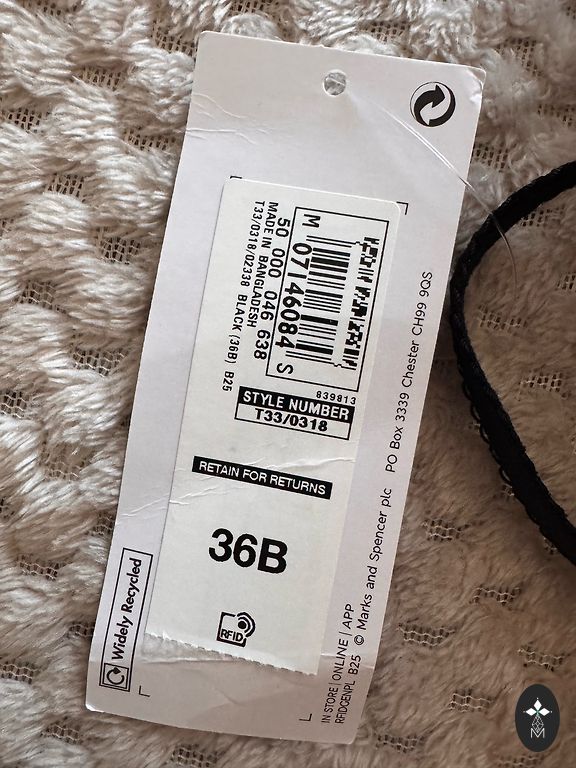 M 07146084 S
50 000 046 638
MADE IN BANGLADESH
T33/0318/02338 BLACK (36B) B25
839813
STYLE NUMBER
T33/0318
RETAIN FOR RETURNS
36B
RFID
Widely Recycled
IN STORE | ONLINE | APP
RFIDGENPL B25 © Marks and Spencer plc PO Box 3339 Chester CH99 9QS
M